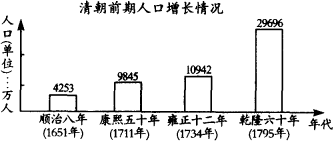 清朝前期人口增长情况
人口(单位:万人)
4253
9845
10942
29696
顺治八年
(1651年)
康熙五十年
(1711年)
雍正十二年
(1734年)
乾隆六十年
(1795年)
年代